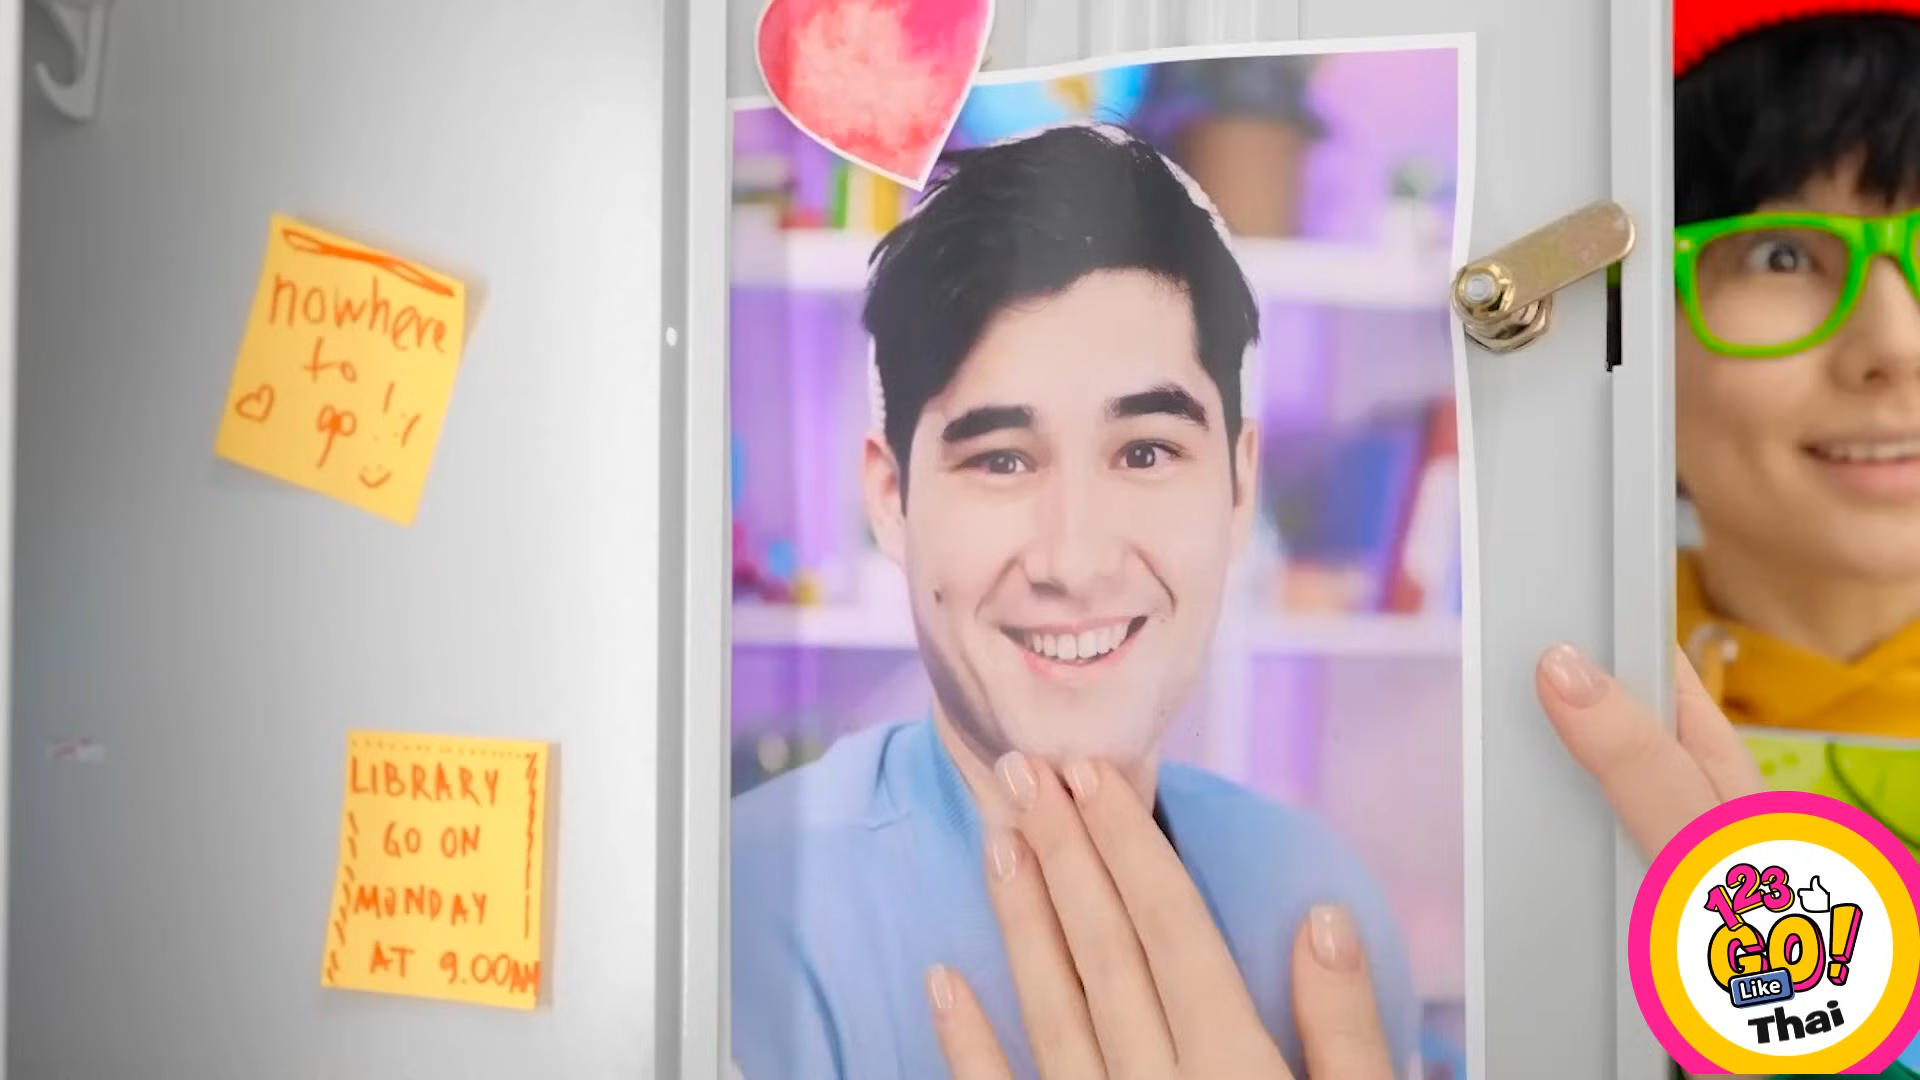 nowhere
to
go !
LIBRARY
GO ON
MONDAY
AT 9.00AM
123
GO!
Like
Thai